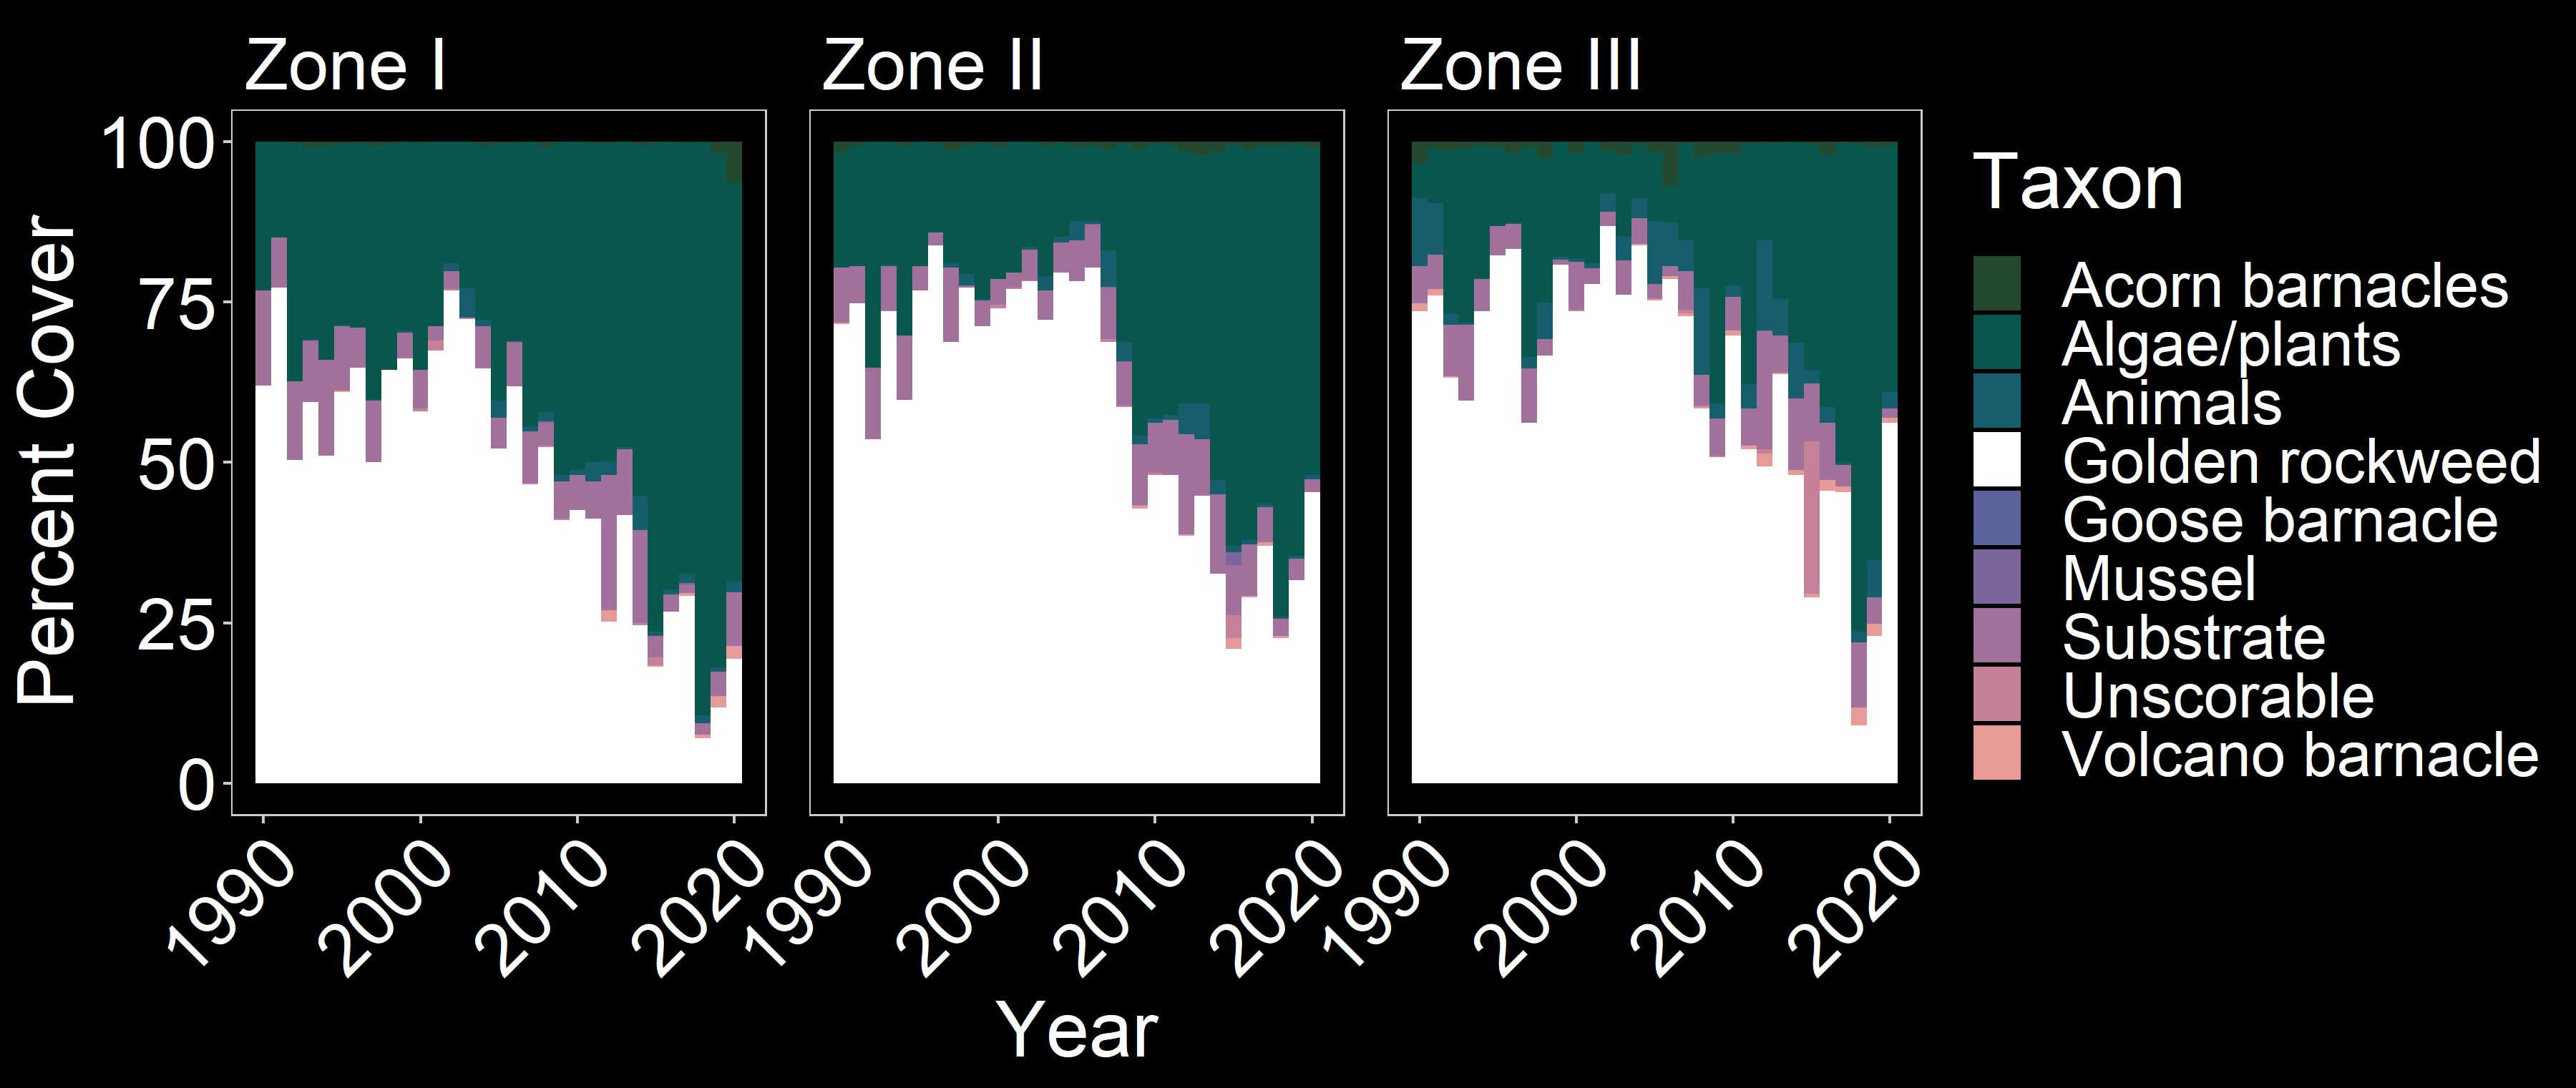 Zone I
Zone II
Zone III
Percent Cover
100
75
50
25
0
1990
2000
2010
2020
1990
2000
2010
2020
1990
2000
2010
2020
Year
Taxon
Acorn barnacles
Algae/plants
Animals
Golden rockweed
Goose barnacle
Mussel
Substrate
Unscorable
Volcano barnacle